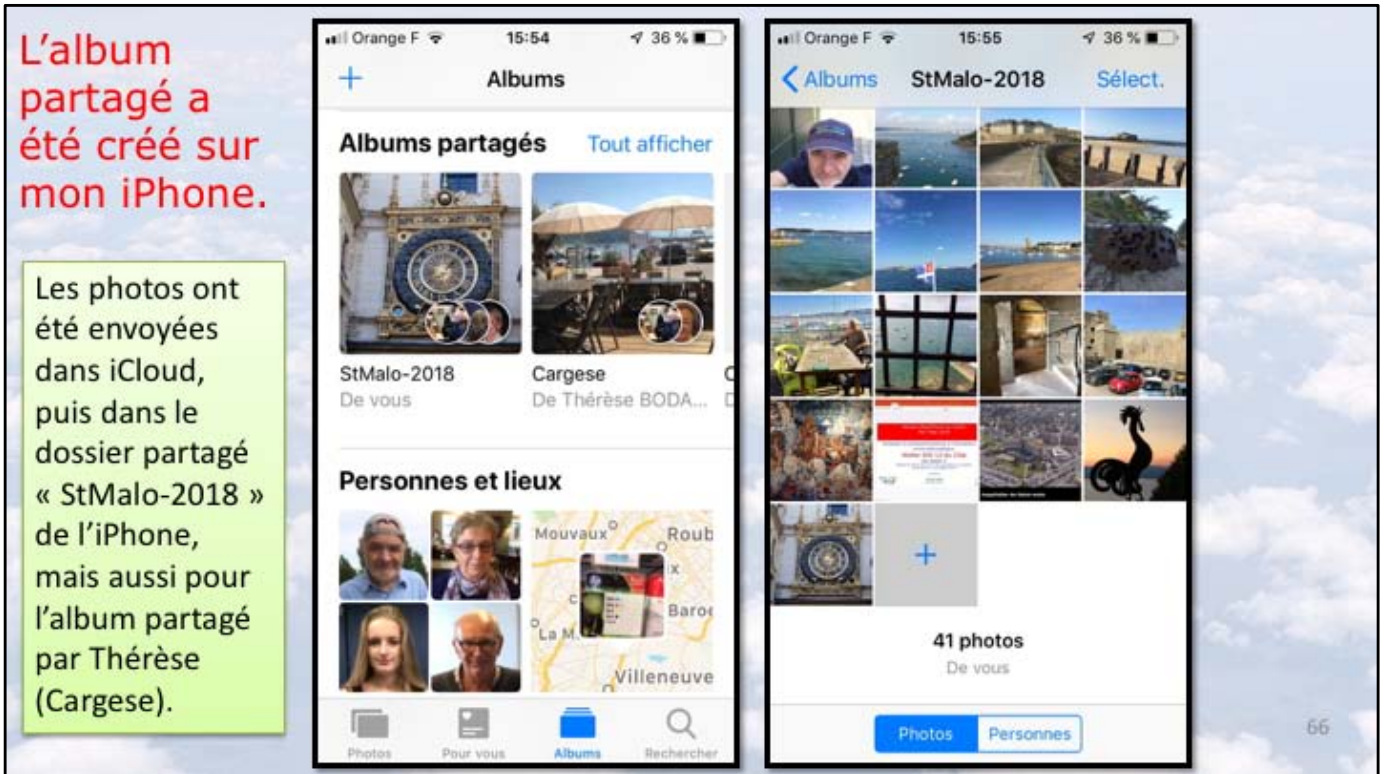 L'album
partagé a
été créé sur
mon iPhone.
Les photos ont
été envoyées
dans iCloud,
puis dans le
dossier partagé
« StMalo-2018 »
de l'iPhone,
mais aussi pour
l'album partagé
par Thérèse
(Cargese).
Orange F 15:54 36 %
+ Albums
Albums partagés Tout afficher
StMalo-2018 Cargese
De vous De Thérèse BODA...
Personnes et lieux
Mouvaux Roub
ix
Baroe
La M.
Villeneuve
Photos Pour vous Albums Rechercher
Orange F 15:55 36 %
Albums StMalo-2018 Sélect.
+
41 photos
De vous
Photos Personnes
66